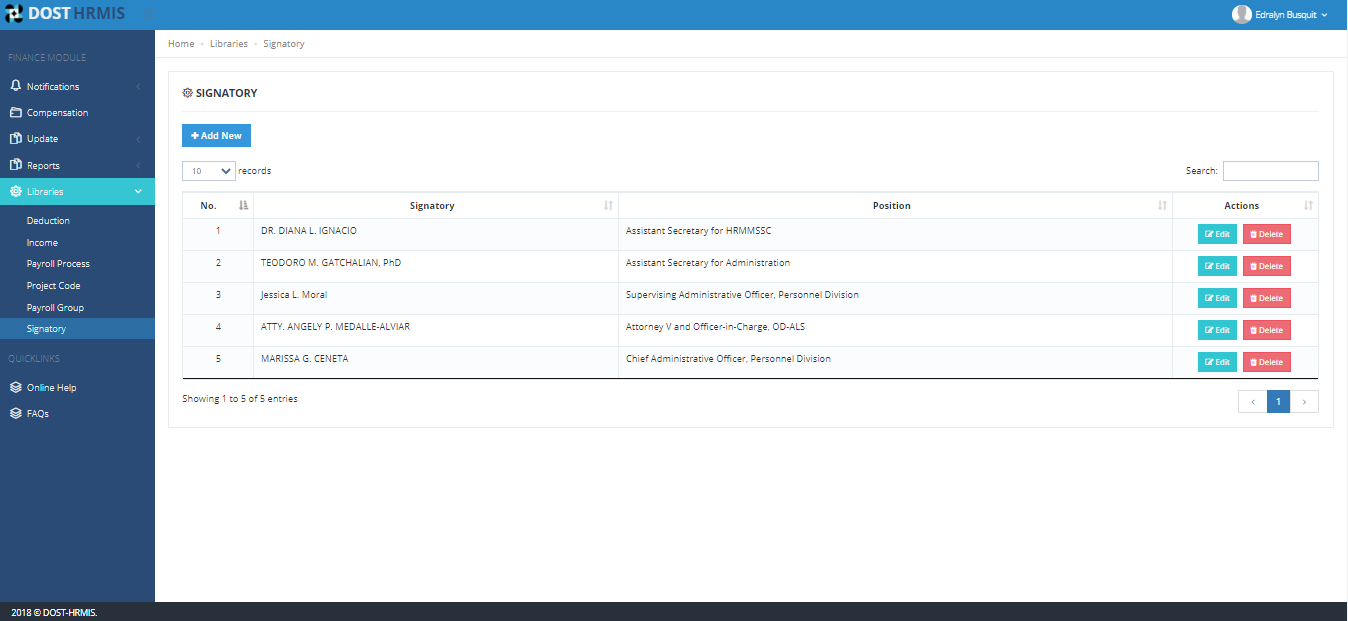 DOST HRMIS
Edralyn Busquit
FINANCE MODULE
Notifications
Compensation
Update
Reports
Libraries
Deduction
Income
Payroll Process
Project Code
Payroll Group
Signatory
QUICKLINKS
Online Help
FAQs
Home Libraries Signatory
SIGNATORY
Add New
10 records
Search:
No. Signatory Position Actions
1 DR. DIANA L. IGNACIO Assistant Secretary for HRMMSSC Edit Delete
2 TEODORO M. GATCHALIAN, PhD Assistant Secretary for Administration Edit Delete
3 Jessica L. Moral Supervising Administrative Officer, Personnel Division Edit Delete
4 ATTY. ANGELY P. MEDALLE-ALVIAR Attorney V and Officer-in-Charge, OD-ALS Edit Delete
5 MARISSA G. CENETA Chief Administrative Officer, Personnel Division Edit Delete
Showing 1 to 5 of 5 entries
1
2018 © DOST-HRMIS.